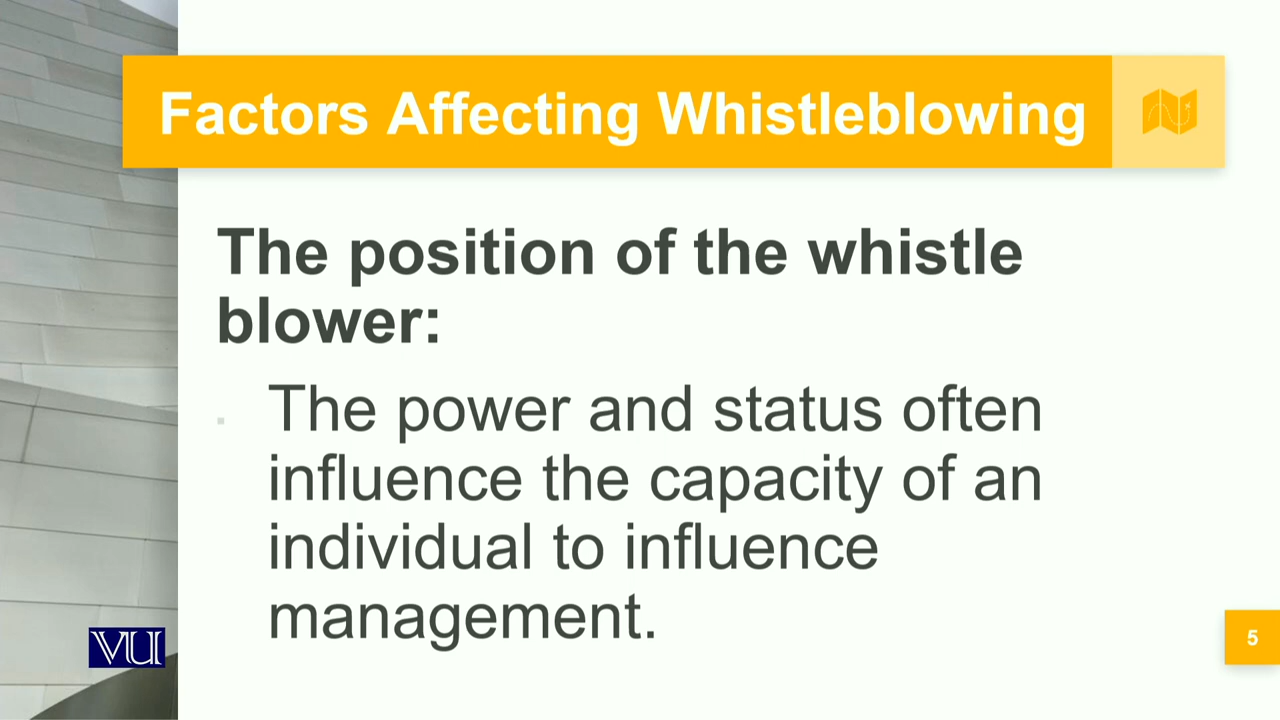 Factors Affecting Whistleblowing
The position of the whistle
blower:
The power and status often
influence the capacity of an
individual to influence
management.
VU
5